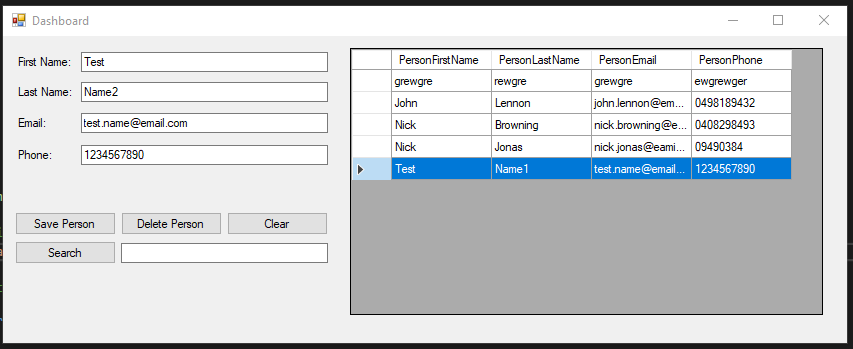 Dashboard
First Name: Test
Last Name: Name2
Email: test.name@email.com
Phone: 1234567890
Save Person Delete Person Clear
Search
PersonFirstName PersonLastName PersonEmail PersonPhone
grewgre rewgre grewgre ewgrewger
John Lennon john.lennon@em... 0498189432
Nick Browning nick.browning@e... 0408298493
Nick Jonas nick.jonas@eami... 09490384
Test Name1 test.name@email... 1234567890